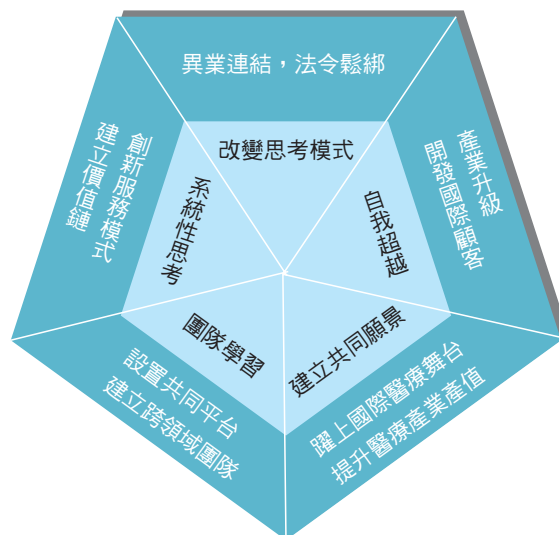 異業連結，法令鬆綁
改變思考模式
產業升級
開發國際顧客
自我超越
躍上國際醫療舞台
提升醫療產業產值
建立共同願景
設置共同平台
建立跨領域團隊
團隊學習
創新服務模式
建立價值鏈
系統性思考